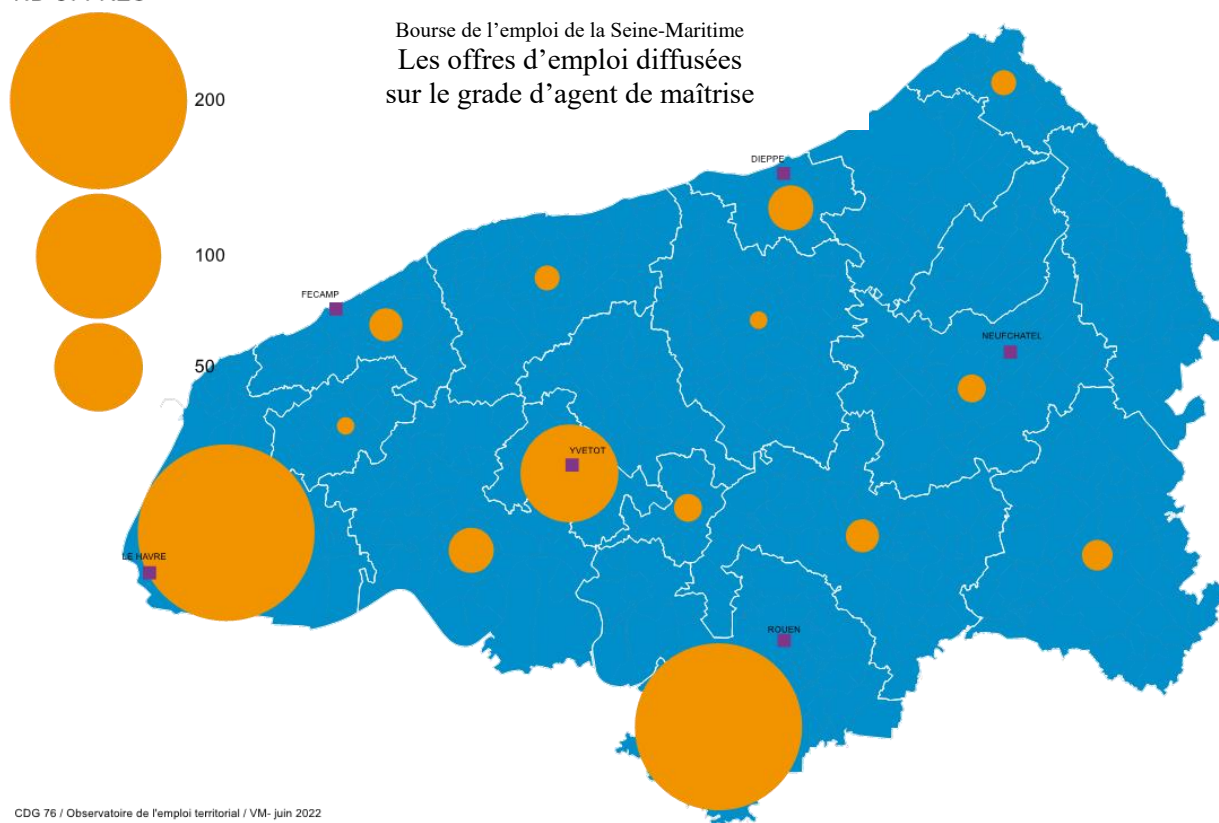 Bourse de l'emploi de la Seine-Maritime
Les offres d'emploi diffusées
sur le grade d'agent de maîtrise
200
100
50
DIEPPE
FECAMP
NEUFCHATEL
YVETOT
LE HAVRE
ROUEN
CDG 76 / Observatoire de l'emploi territorial / VM- juin 2022